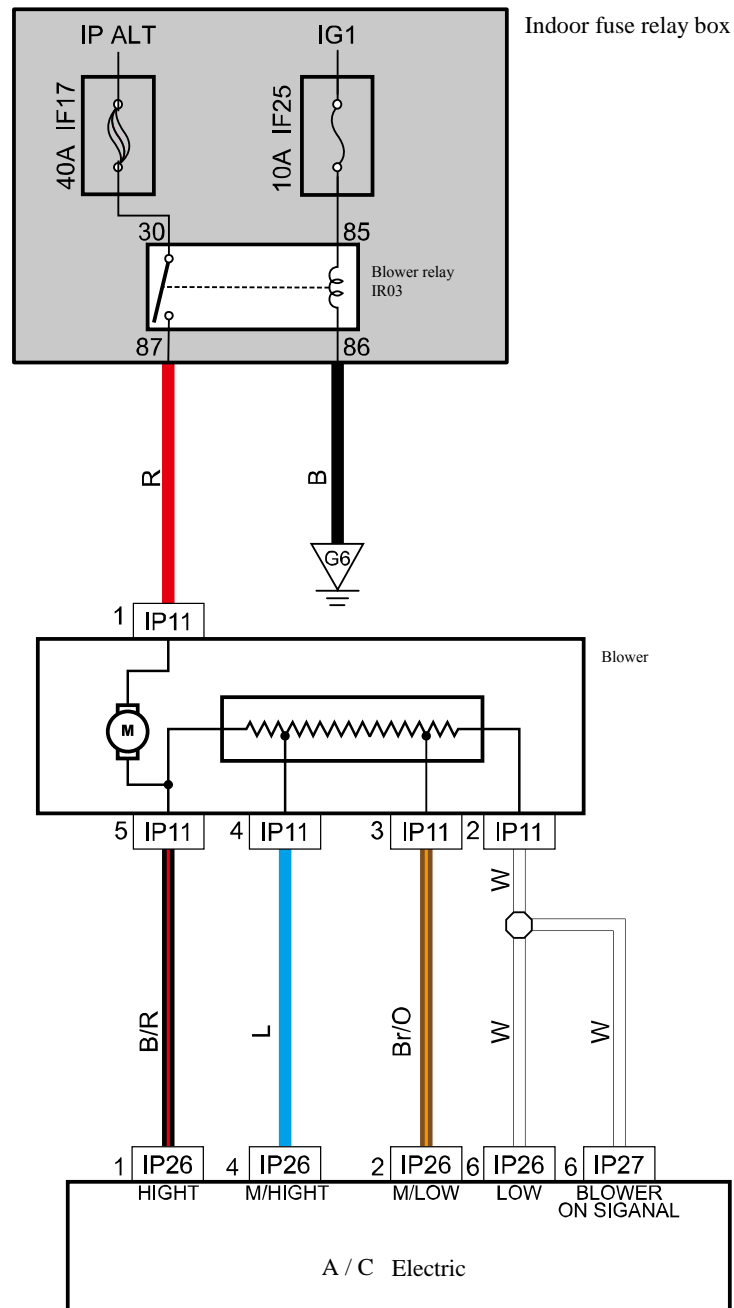 Indoor fuse relay box
IP ALT
IG1
40A IF17
10A IF25
30
85
Blower relay
IR03
87
86
R
B
G6
1 IP11
Blower
M
5 IP11
4 IP11
3 IP11
2 IP11
W
B/R
L
Br/O
W
W
1 IP26
4 IP26
2 IP26
6 IP26
6 IP27
HIGHT
M/HIGHT
M/LOW
LOW
BLOWER
ON SIGANAL
A / C Electric